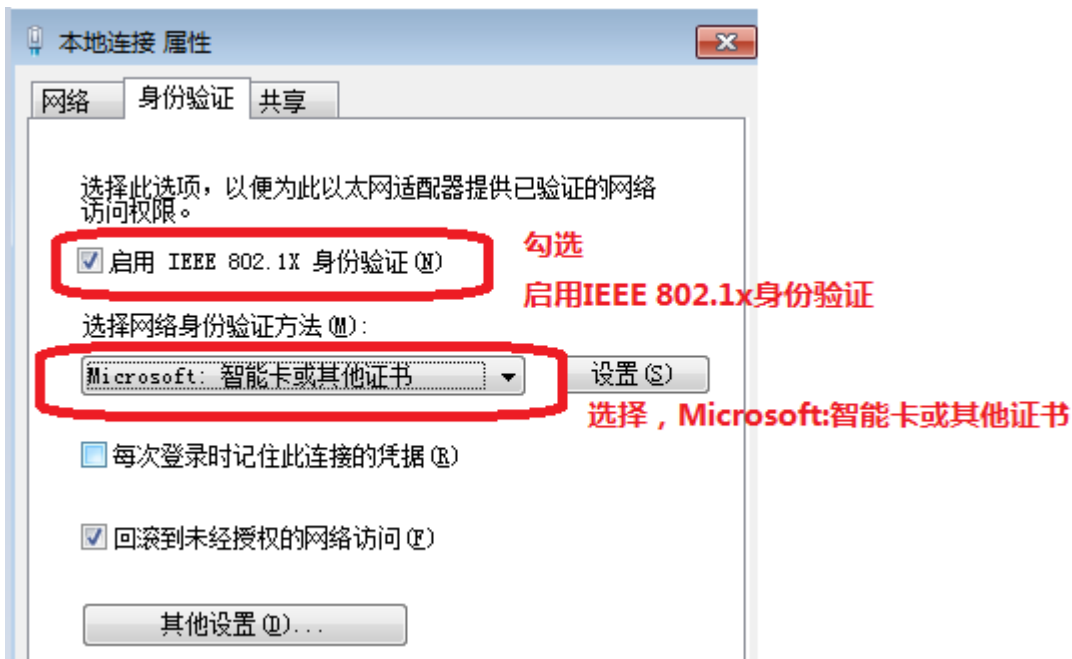 本地连接 属性
网络 身份验证 共享
选择此选项，以便为此以太网适配器提供已验证的网络
访问权限。
启用 IEEE 802.1X 身份验证(N)
勾选
启用IEEE 802.1x身份验证
选择网络身份验证方法(M):
Microsoft: 智能卡或其他证书
设置(S)
选择，Microsoft:智能卡或其他证书
每次登录时记住此连接的凭据(R)
回滚到未经授权的网络访问(F)
其他设置(D)...